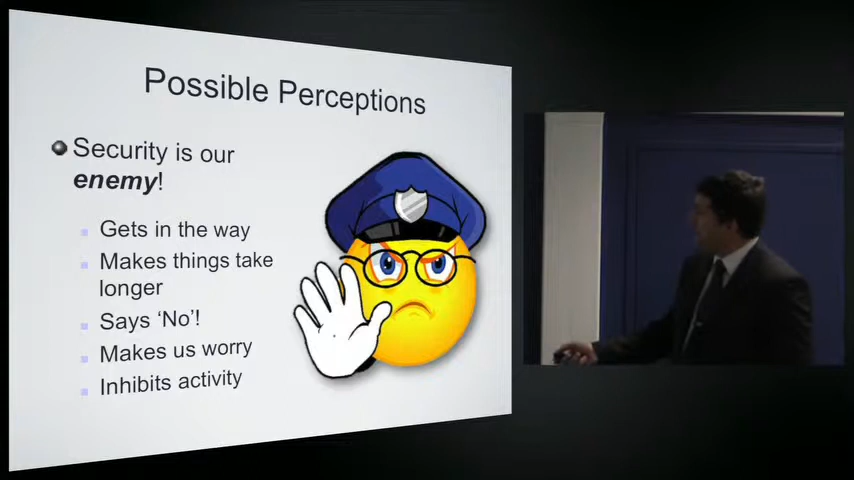 Possible Perceptions
Security is our
enemy!
Gets in the way
Makes things take
longer
Says ‘No’!
Makes us worry
Inhibits activity